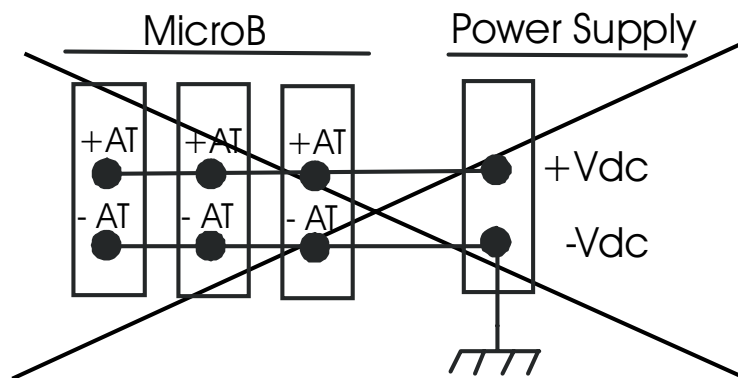 MicroB Power Supply
+AT +AT +AT +Vdc
- AT - AT - AT -Vdc